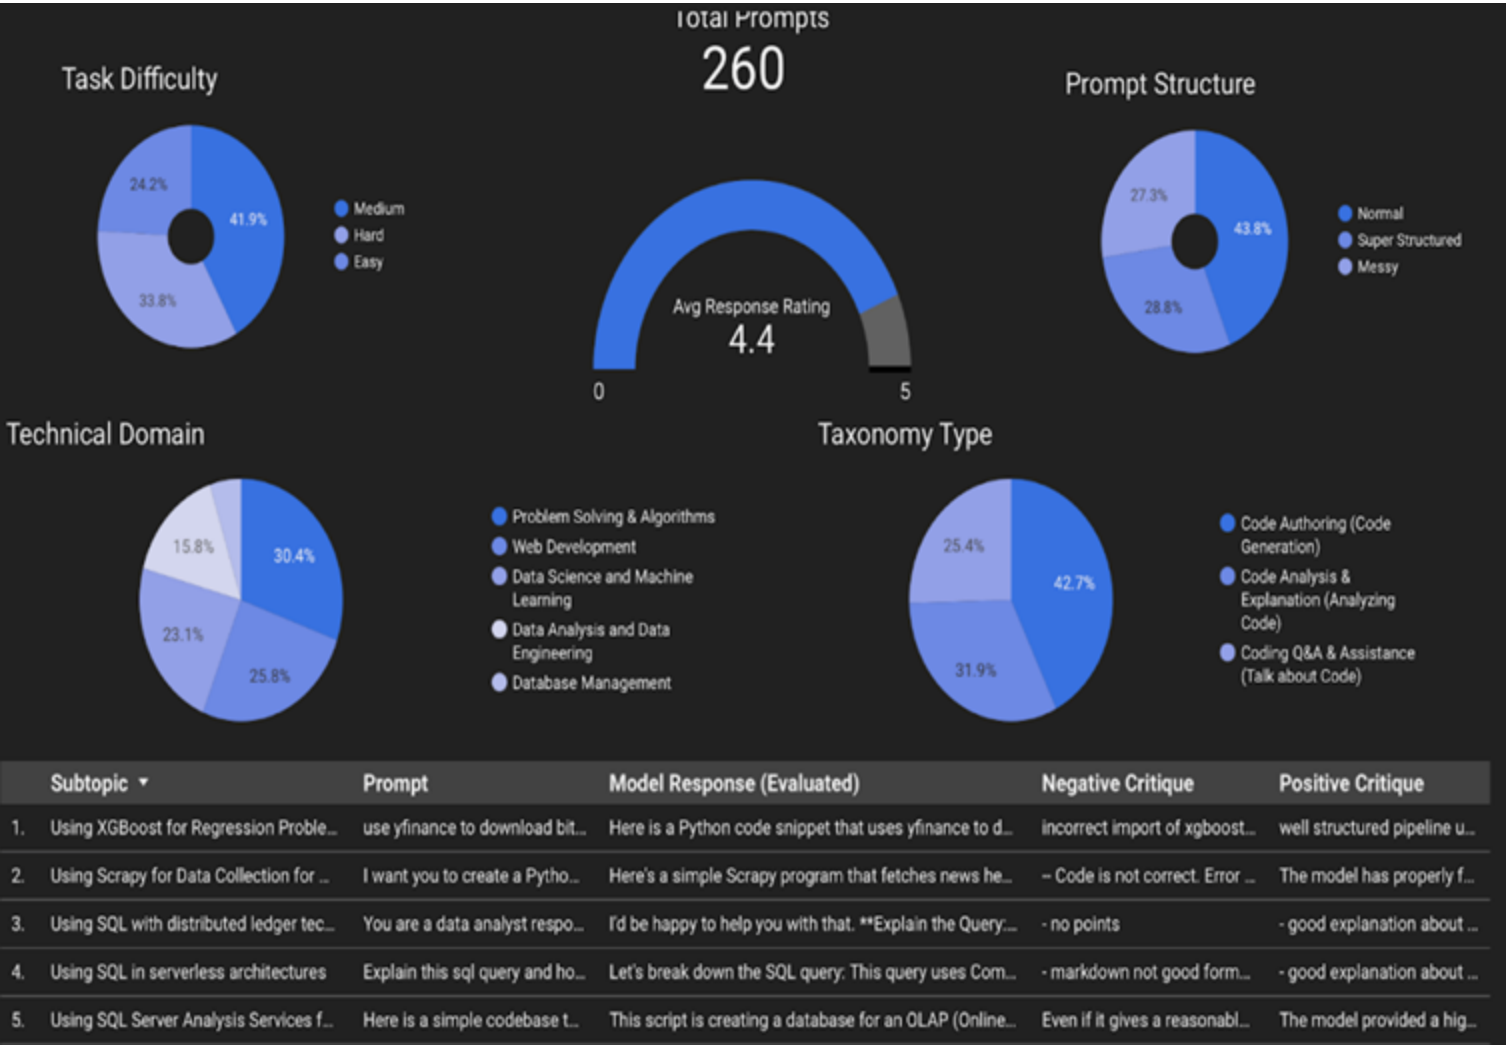 Total Prompts
260
Task Difficulty
24.2%
41.9%
33.8%
Medium
Hard
Easy
Avg Response Rating
4.4
0
5
Prompt Structure
27.3%
43.8%
28.8%
Normal
Super Structured
Messy
Technical Domain
15.8%
30.4%
23.1%
25.8%
Problem Solving & Algorithms
Web Development
Data Science and Machine
Learning
Data Analysis and Data
Engineering
Database Management
Taxonomy Type
25.4%
42.7%
31.9%
Code Authoring (Code
Generation)
Code Analysis &
Explanation (Analyzing
Code)
Coding Q&A & Assistance
(Talk about Code)
Subtopic Prompt Model Response (Evaluated) Negative Critique Positive Critique
1. Using XGBoost for Regression Proble... use yfinance to download bit... Here is a Python code snippet that uses yfinance to d... incorrect import of xgboost... well structured pipeline u...
2. Using Scrapy for Data Collection for ... I want you to create a Pytho... Here's a simple Scrapy program that fetches news he... -- Code is not correct. Error ... The model has properly f...
3. Using SQL with distributed ledger tec... You are a data analyst respo... I'd be happy to help you with that. **Explain the Query:... - no points - good explanation about ...
4. Using SQL in serverless architectures Explain this sql query and ho... Let's break down the SQL query: This query uses Com... - markdown not good form... - good explanation about ...
5. Using SQL Server Analysis Services f... Here is a simple codebase t... This script is creating a database for an OLAP (Online... Even if it gives a reasonabl... The model provided a hig...